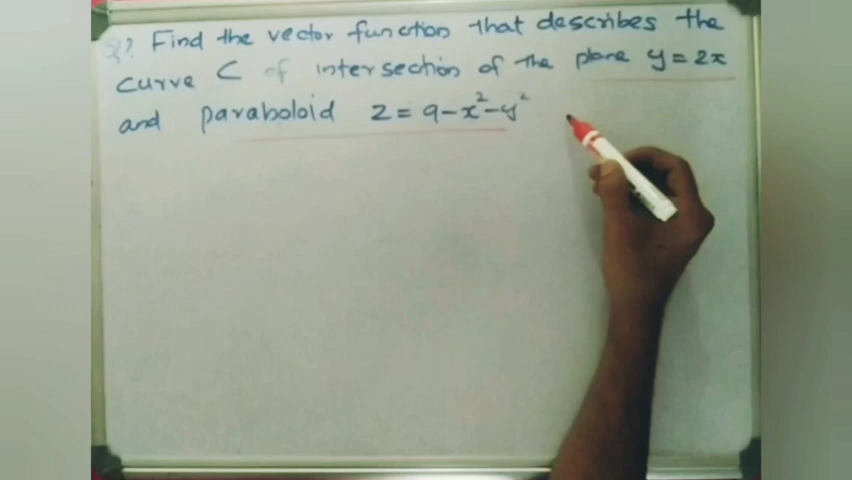 Q? Find the vector function that describes the
curve C of intersection of the plane y = 2x
and paraboloid z = 9-x²-y².